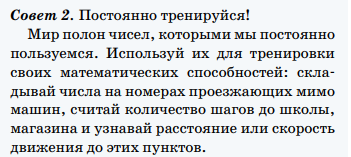 Совет 2. Постоянно тренируйся!
Мир полон чисел, которыми мы постоянно
пользуемся. Используй их для тренировки
своих математических способностей: скла-
дывай числа на номерах проезжающих мимо
машин, считай количество шагов до школы,
магазина и узнавай расстояние или скорость
движения до этих пунктов.